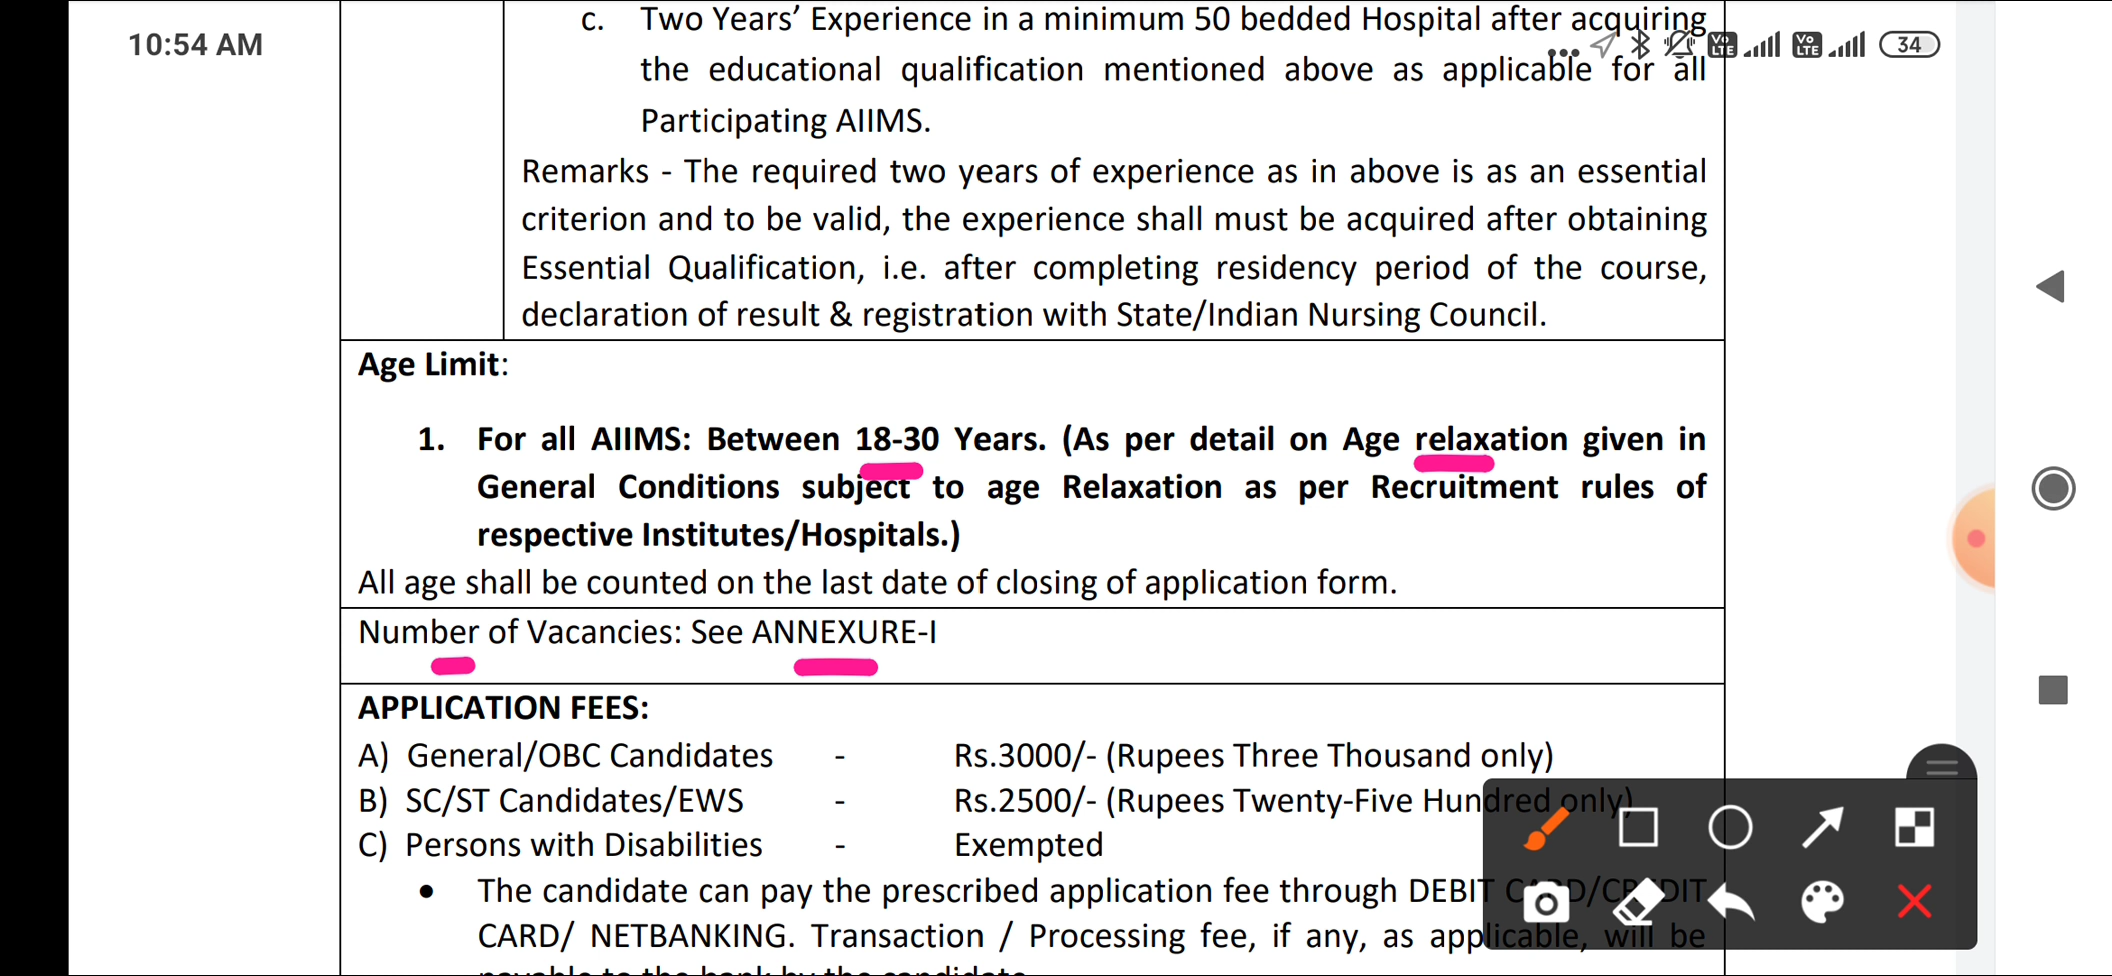 10:54 AM
34
c. Two Years’ Experience in a minimum 50 bedded Hospital after acquiring
the educational qualification mentioned above as applicable for all
Participating AIIMS.
Remarks - The required two years of experience as in above is as an essential
criterion and to be valid, the experience shall must be acquired after obtaining
Essential Qualification, i.e. after completing residency period of the course,
declaration of result & registration with State/Indian Nursing Council.
Age Limit:
1. For all AIIMS: Between 18-30 Years. (As per detail on Age relaxation given in
General Conditions subject to age Relaxation as per Recruitment rules of
respective Institutes/Hospitals.)
All age shall be counted on the last date of closing of application form.
Number of Vacancies: See ANNEXURE-I
APPLICATION FEES:
A) General/OBC Candidates - Rs.3000/- (Rupees Three Thousand only)
B) SC/ST Candidates/EWS - Rs.2500/- (Rupees Twenty-Five Hundred only)
C) Persons with Disabilities - Exempted
• The candidate can pay the prescribed application fee through DEBIT CARD/CREDIT
CARD/ NETBANKING. Transaction / Processing fee, if any, as applicable, will be
payable to the bank by the candidate